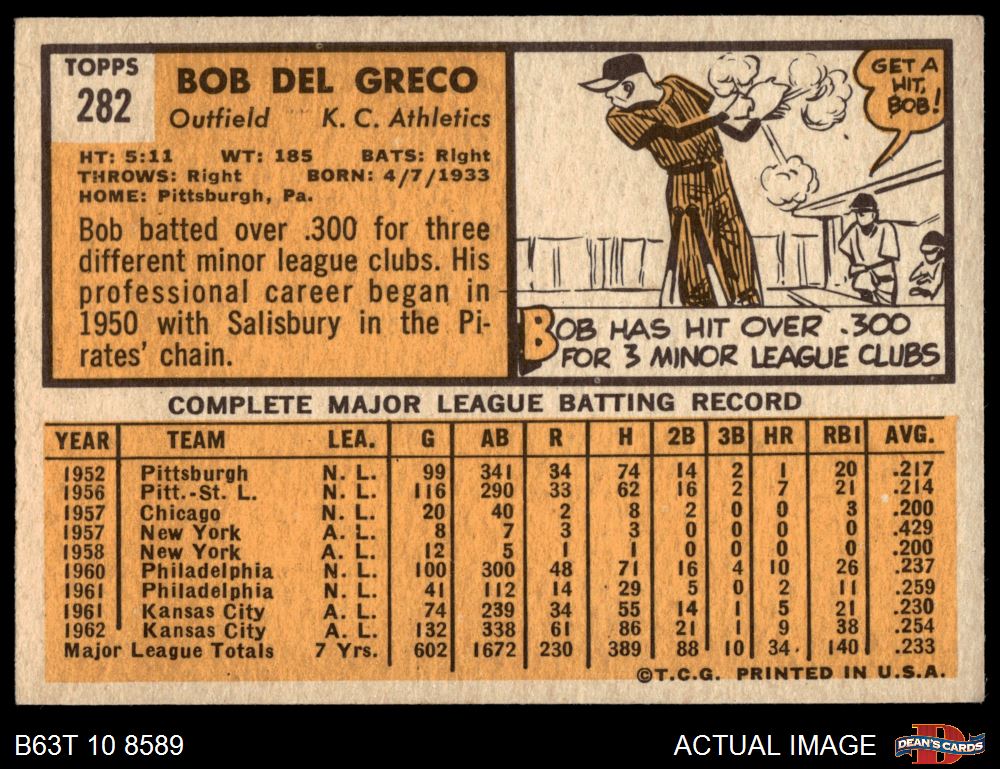 TOPPS
282
BOB DEL GRECO
Outfield K. C. Athletics
HT: 5:11 WT: 185 BATS: Right
THROWS: Right BORN: 4/7/1933
HOME: Pittsburgh, Pa.
Bob batted over .300 for three
different minor league clubs. His
professional career began in
1950 with Salisbury in the Pi-
rates' chain.
GET A
HIT,
BOB!
BOB HAS HIT OVER .300
FOR 3 MINOR LEAGUE CLUBS
COMPLETE MAJOR LEAGUE BATTING RECORD
YEAR TEAM LEA. G AB R H 2B 3B HR RBI AVG.
1952 Pittsburgh N. L. 99 341 34 74 14 2 1 20 .217
1956 Pitt.-St. L. N. L. 116 290 33 62 16 2 7 21 .214
1957 Chicago N. L. 20 40 2 8 2 0 0 3 .200
1957 New York A. L. 8 7 3 3 0 0 0 0 .429
1958 New York A. L. 12 5 1 1 0 0 0 0 .200
1960 Philadelphia N. L. 100 300 48 71 16 4 10 26 .237
1961 Philadelphia N. L. 41 112 14 29 5 0 2 11 .259
1961 Kansas City A. L. 74 239 34 55 14 1 5 21 .230
1962 Kansas City A. L. 132 338 61 86 21 1 9 38 .254
Major League Totals 7 Yrs. 602 1672 230 389 88 10 34 140 .233
©T.C.G. PRINTED IN U.S.A.
B63T 10 8589
ACTUAL IMAGE
D
DEAN'S CARDS